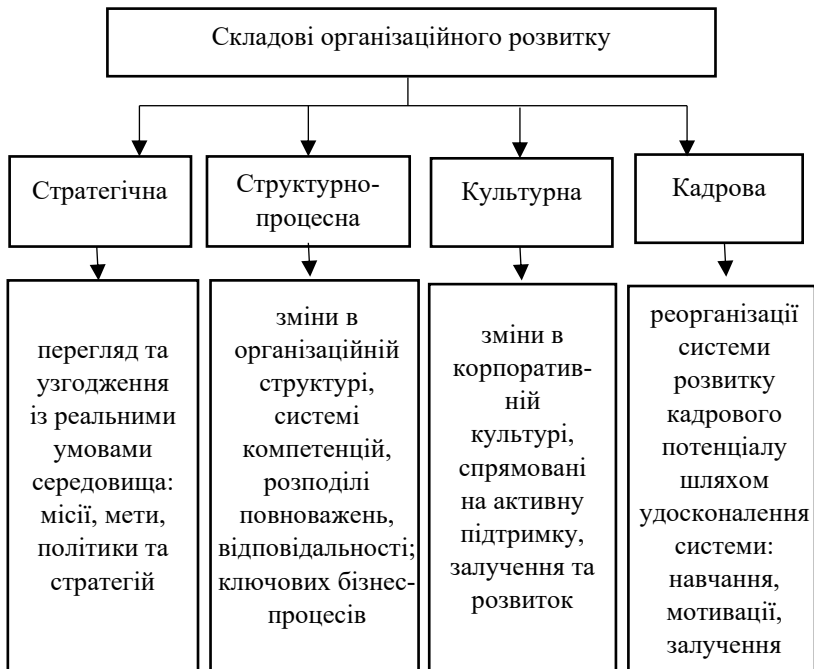 Складові організаційного розвитку
Стратегічна
Структурно-
процесна
Культурна
Кадрова
перегляд та
узгодження
із реальними
умовами
середовища:
місії, мети,
політики та
стратегій
зміни в
організаційній
структурі,
системі
компетенцій,
розподілі
повноважень,
відповідальності;
ключових бізнес-
процесів
зміни в
корпоратив-
ній
культурі,
спрямовані
на активну
підтримку,
залучення та
розвиток
реорганізації
системи
розвитку
кадрового
потенціалу
шляхом
удосконалення
системи:
навчання,
мотивації,
залучення